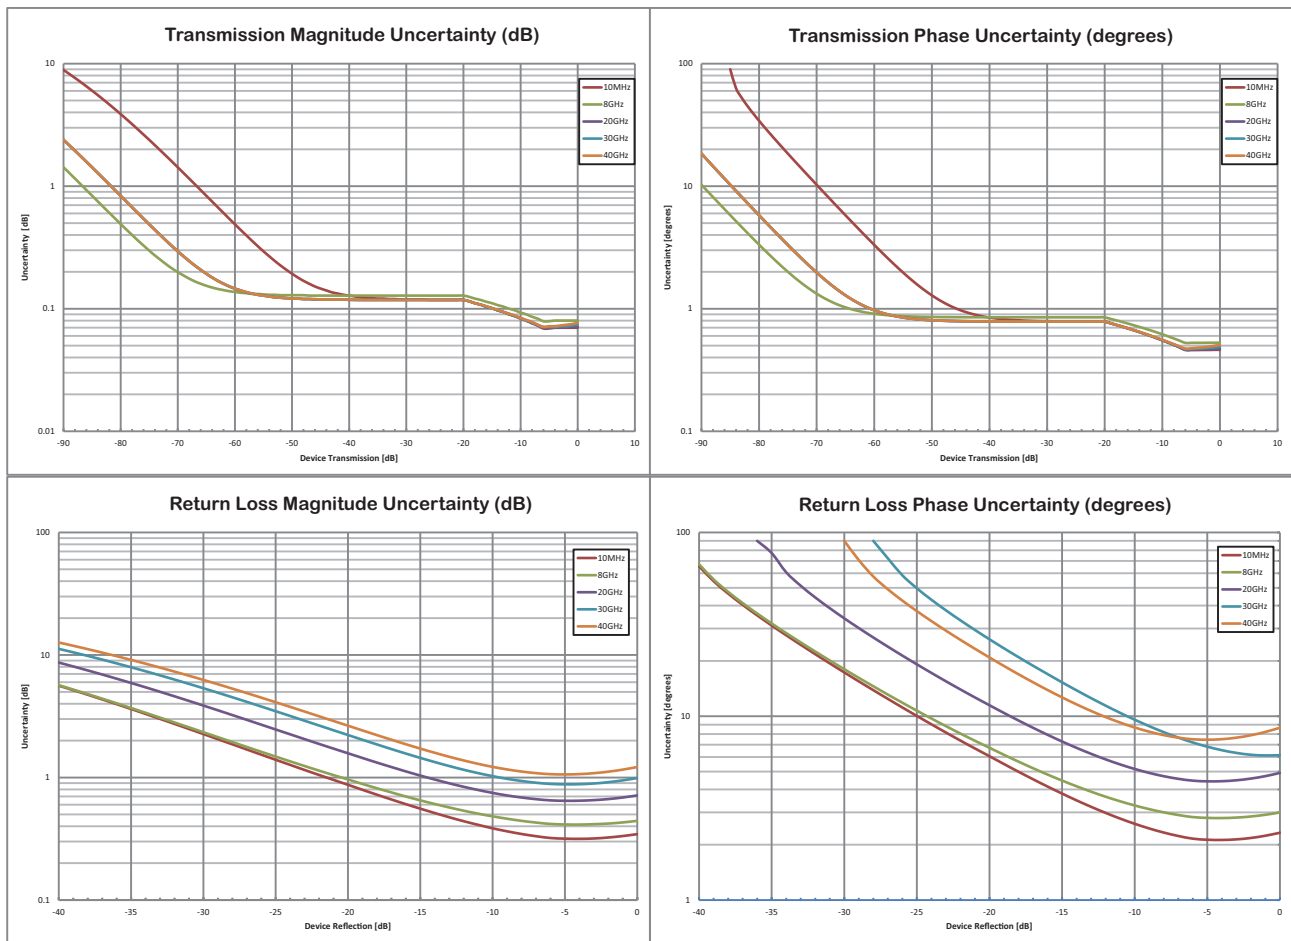 Transmission Magnitude Uncertainty (dB)
10
1
0.1
0.01
Uncertainty [dB]
-90 -80 -70 -60 -50 -40 -30 -20 -10 0 10
Device Transmission [dB]
10MHz
8GHz
20GHz
30GHz
40GHz
Transmission Phase Uncertainty (degrees)
100
10
1
0.1
Uncertainty [degrees]
-90 -80 -70 -60 -50 -40 -30 -20 -10 0 10
Device Transmission [dB]
10MHz
8GHz
20GHz
30GHz
40GHz
Return Loss Magnitude Uncertainty (dB)
100
10
1
0.1
Uncertainty [dB]
-40 -35 -30 -25 -20 -15 -10 -5 0
Device Reflection [dB]
10MHz
8GHz
20GHz
30GHz
40GHz
Return Loss Phase Uncertainty (degrees)
100
10
1
Uncertainty [degrees]
-40 -35 -30 -25 -20 -15 -10 -5 0
Device Reflection [dB]
10MHz
8GHz
20GHz
30GHz
40GHz